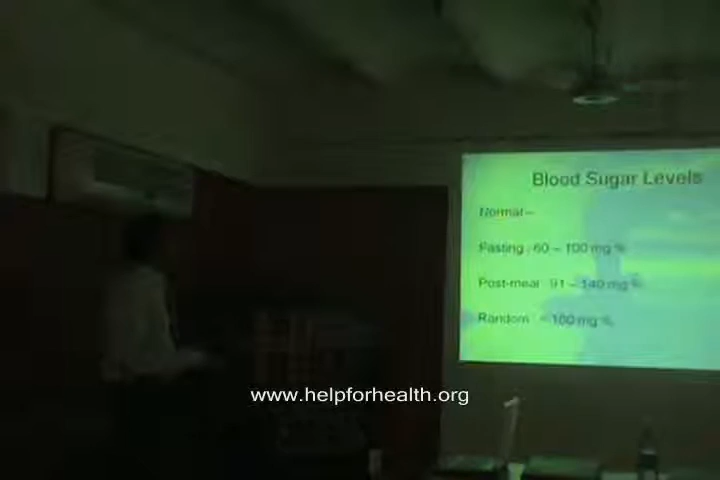 Blood Sugar Levels
Normal –
Fasting : 60 – 100 mg %
Post-meal : 91 – 140 mg %
Random : 100 mg %
www.helpforhealth.org